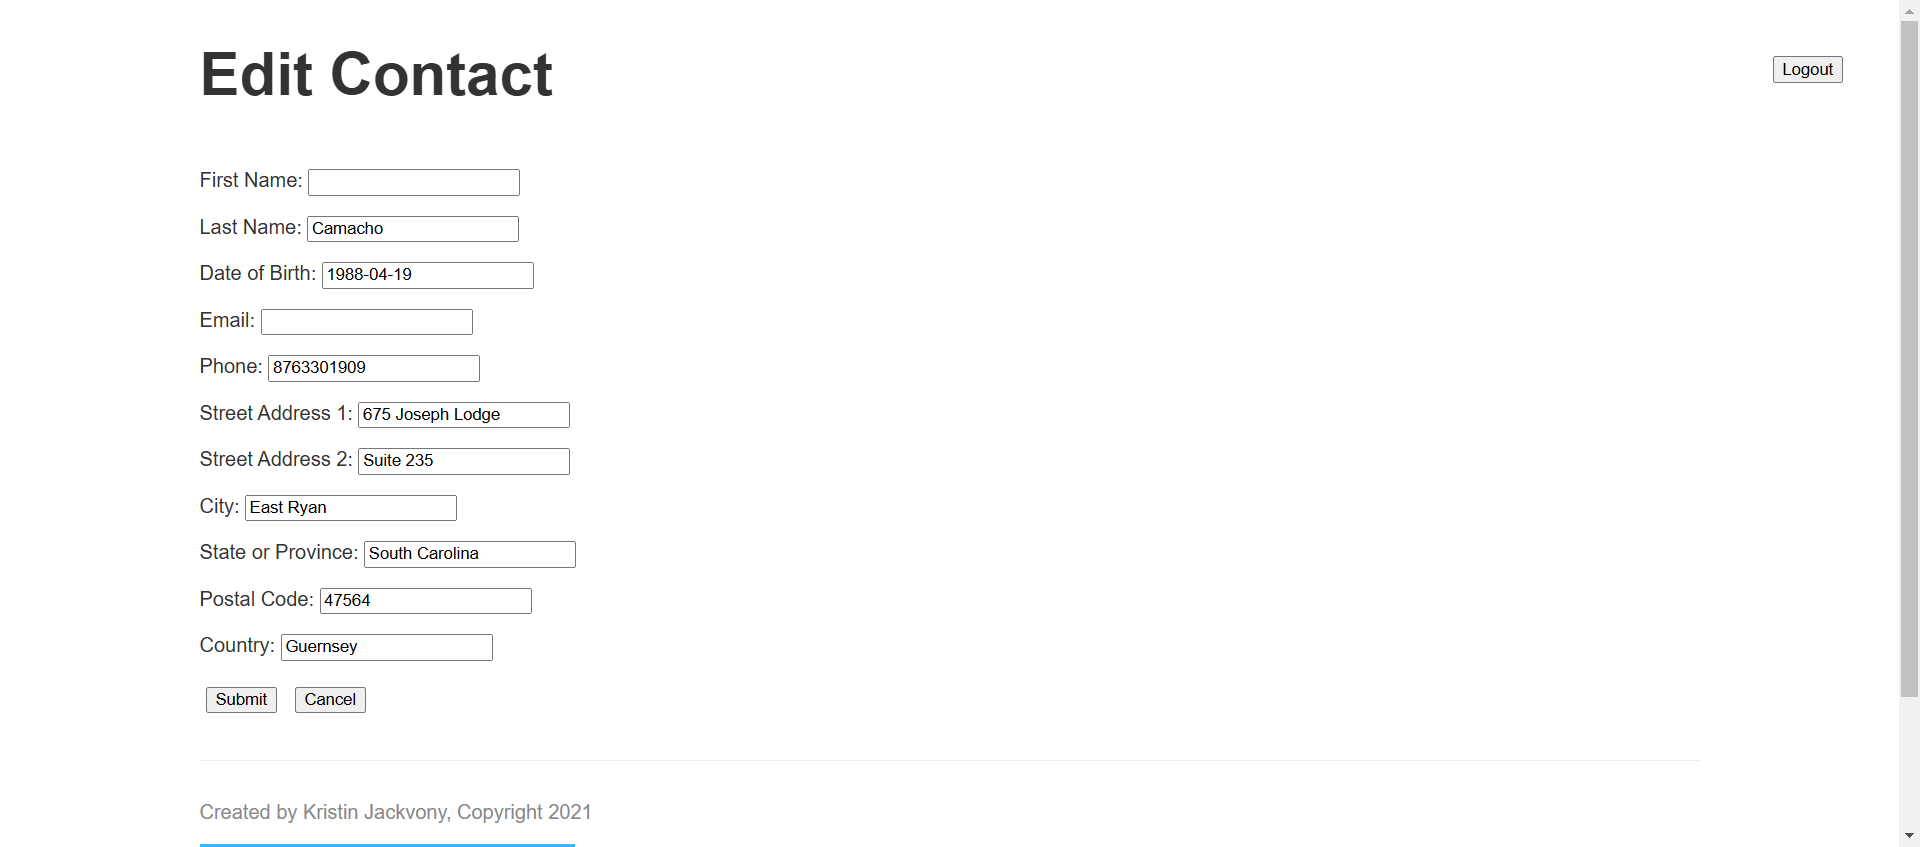 Edit Contact
Logout
First Name:
Last Name: Camacho
Date of Birth: 1988-04-19
Email:
Phone: 8763301909
Street Address 1: 675 Joseph Lodge
Street Address 2: Suite 235
City: East Ryan
State or Province: South Carolina
Postal Code: 47564
Country: Guernsey
Submit Cancel
Created by Kristin Jackvony, Copyright 2021